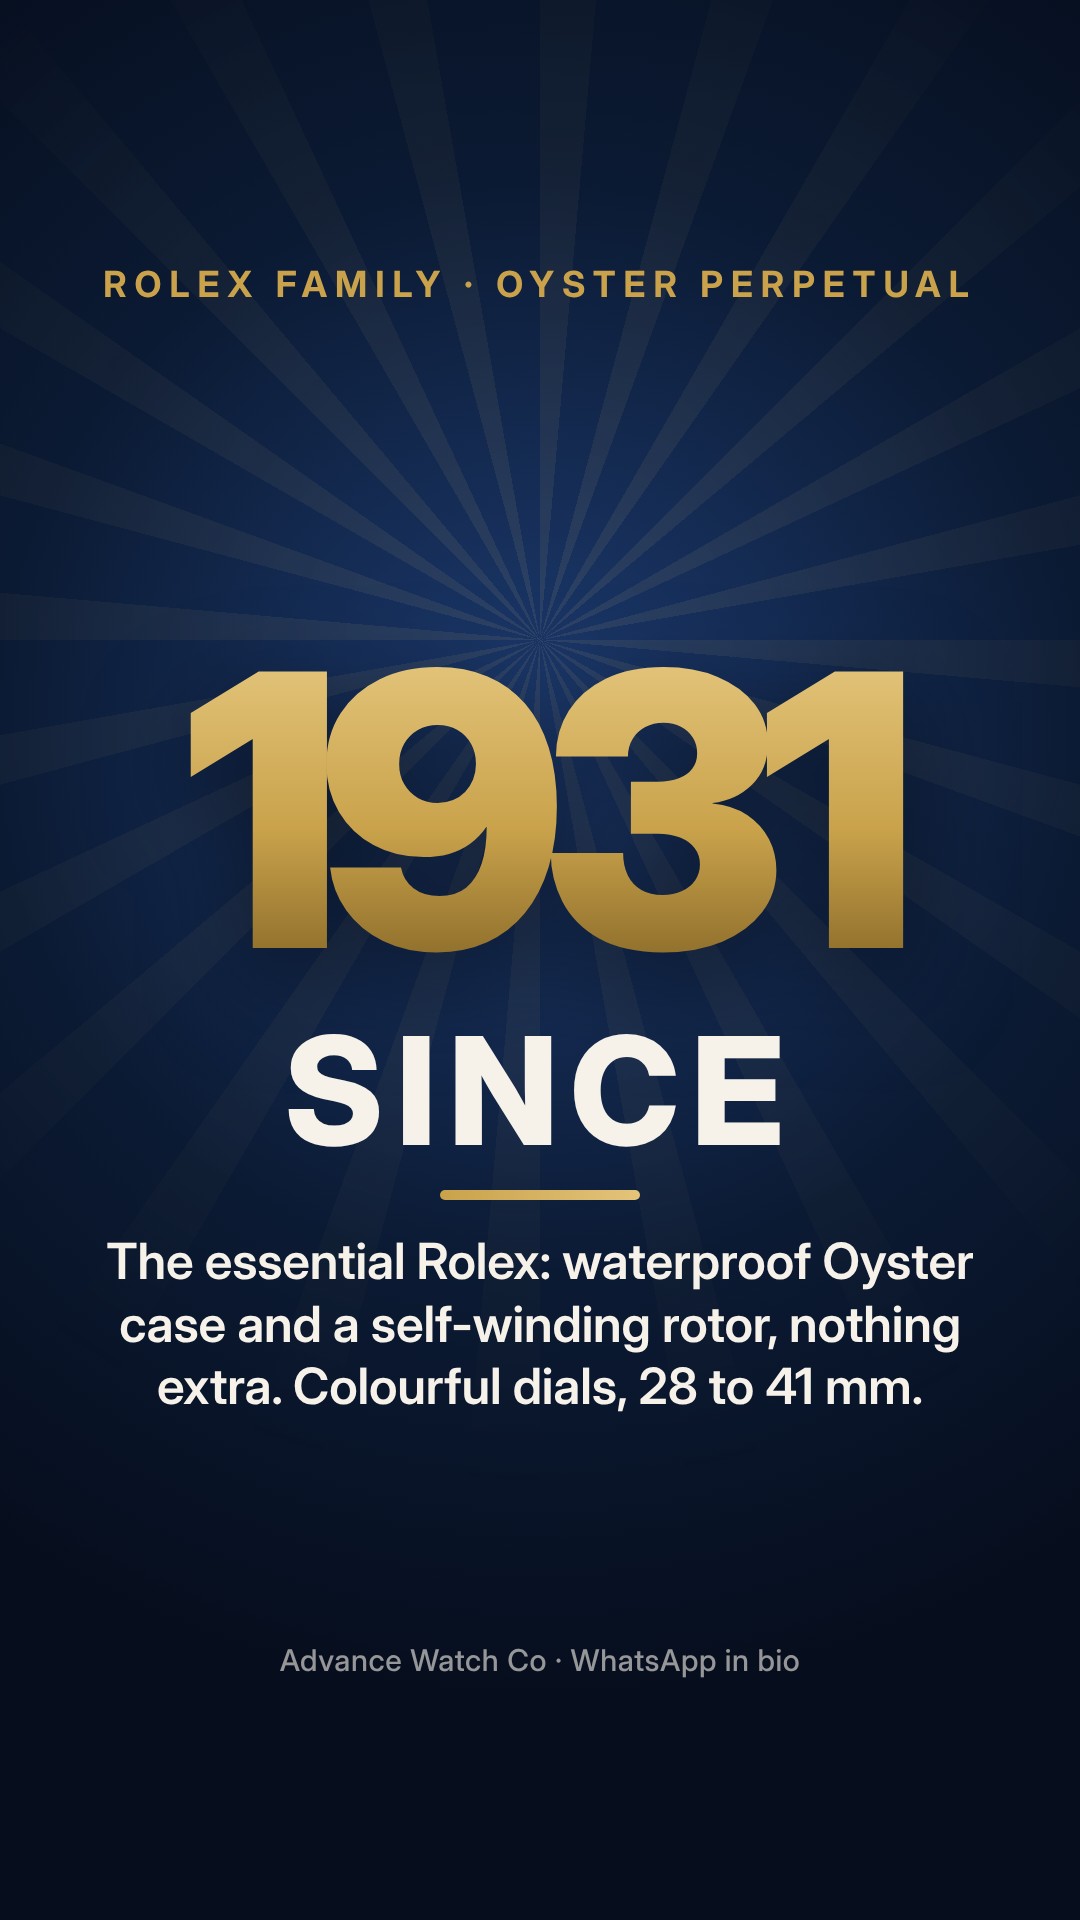 ROLEX FAMILY · OYSTER PERPETUAL
1931
SINCE
The essential Rolex: waterproof Oyster
case and a self-winding rotor, nothing
extra. Colourful dials, 28 to 41 mm.
Advance Watch Co · WhatsApp in bio